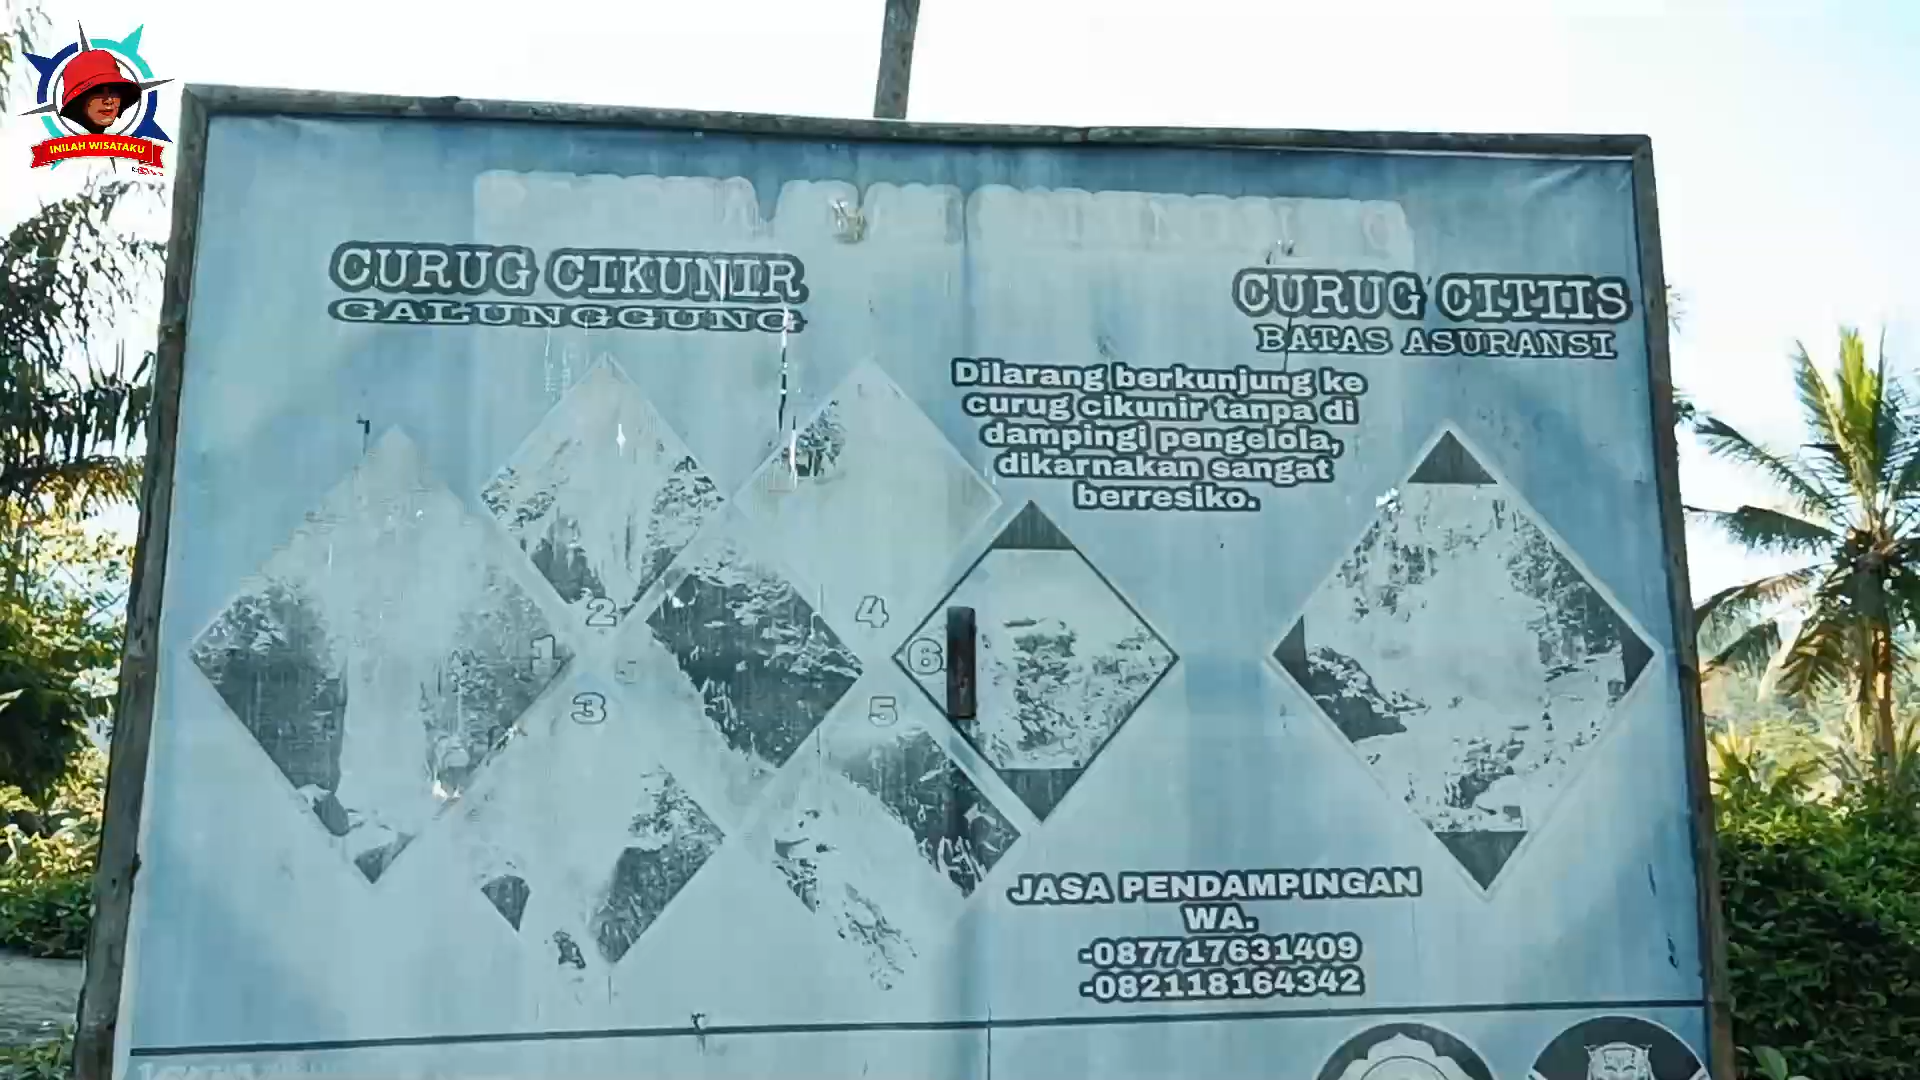 INILAH WISATAKU
CURUG CIKUNIR
GALUNGGUNG
CURUG CITIIS
BATAS ASURANSI
Dilarang berkunjung ke
curug cikunir tanpa di
dampingi pengelola,
dikarnakan sangat
berresiko.
1
2
3
4
5
5
6
JASA PENDAMPINGAN
WA.
-087717631409
-082118164342